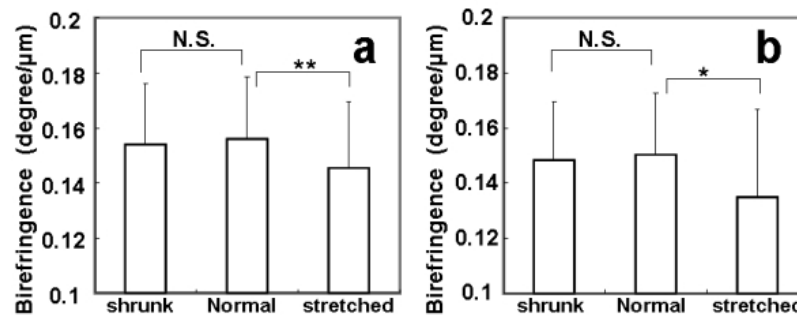 0.2
0.18
0.16
0.14
0.12
0.1
Birefringence (degree/μm)
N.S.
**
a
shrunk Normal stretched
0.2
0.18
0.16
0.14
0.12
0.1
Birefringence (degree/μm)
N.S.
*
b
shrunk Normal stretched